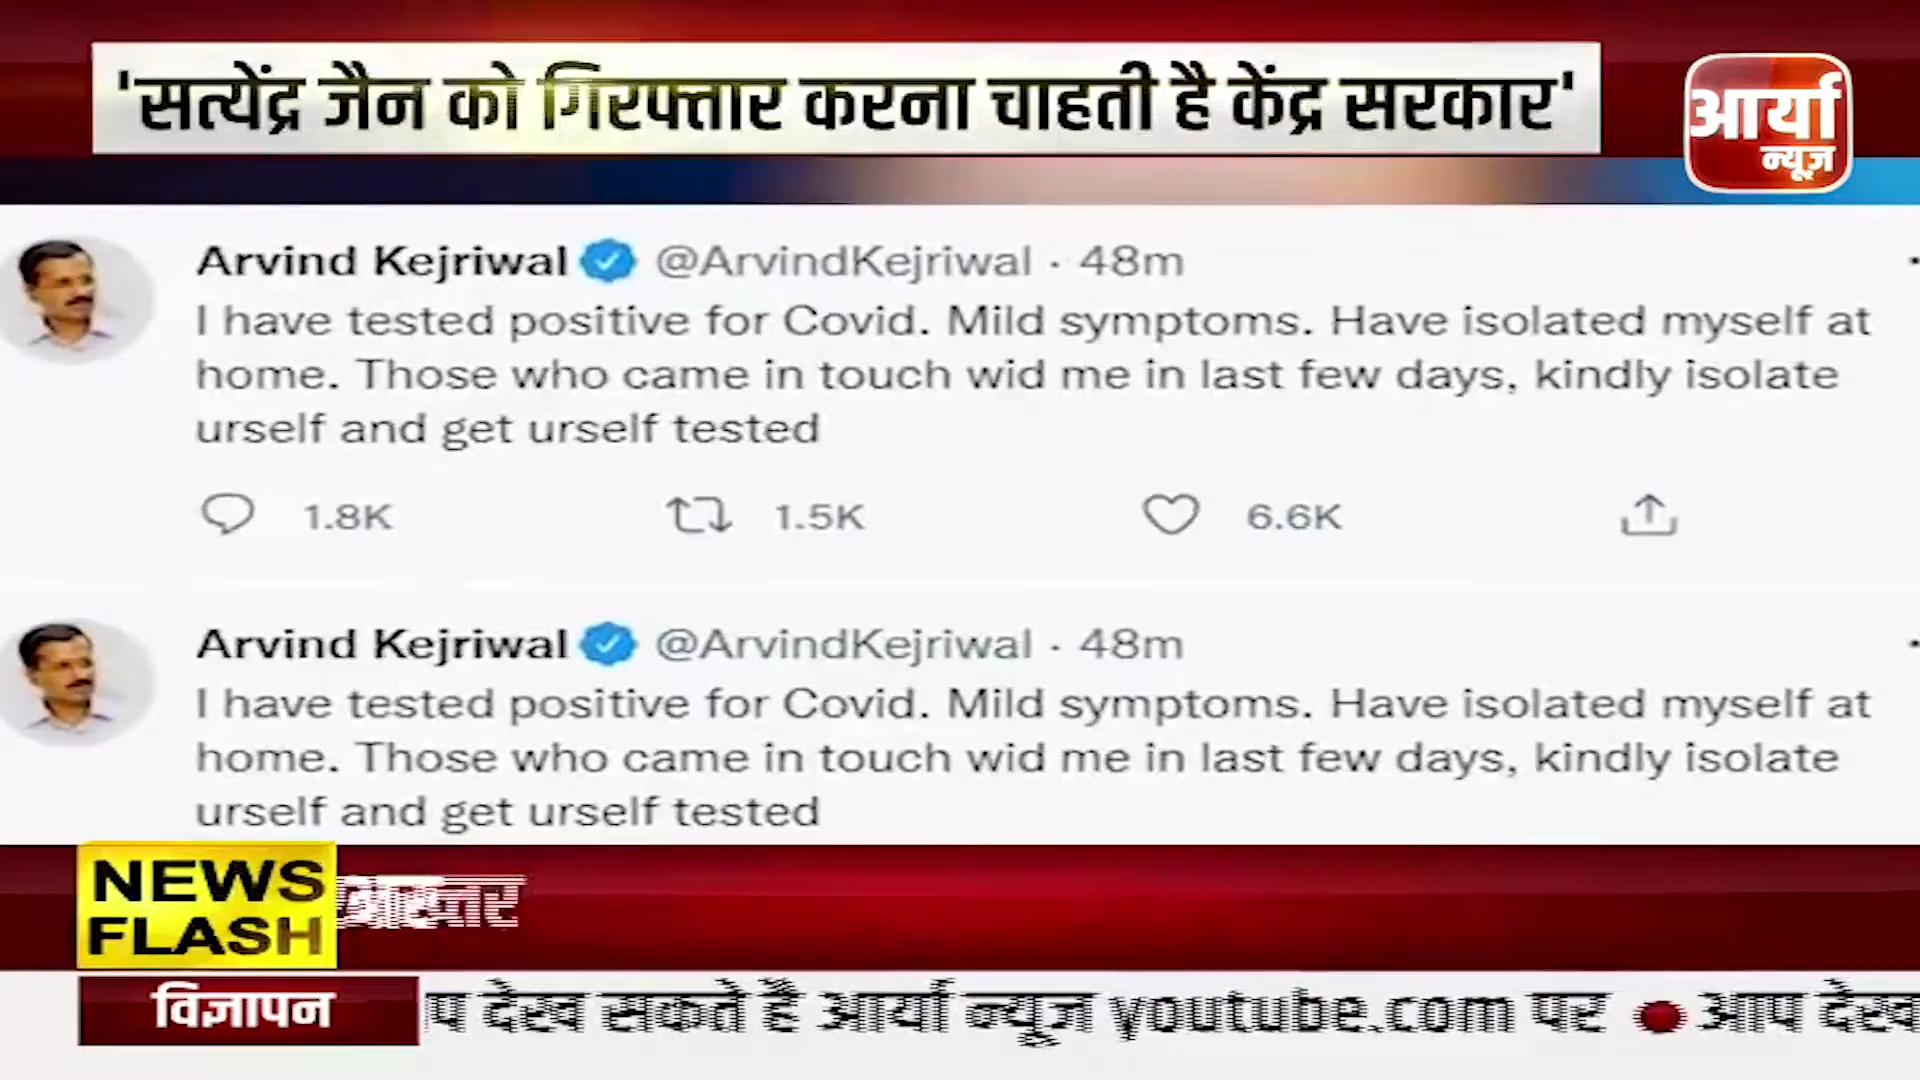 'सत्येंद्र जैन को गिरफ्तार करना चाहती है केंद्र सरकार'
आर्या
न्यूज़
Arvind Kejriwal @ArvindKejriwal · 48m
I have tested positive for Covid. Mild symptoms. Have isolated myself at
home. Those who came in touch wid me in last few days, kindly isolate
urself and get urself tested
1.8K 1.5K 6.6K
Arvind Kejriwal @ArvindKejriwal · 48m
I have tested positive for Covid. Mild symptoms. Have isolated myself at
home. Those who came in touch wid me in last few days, kindly isolate
urself and get urself tested
NEWS
FLASH
विज्ञापन
देख सकते हैं आर्या न्यूज youtube.com पर ● आप देख